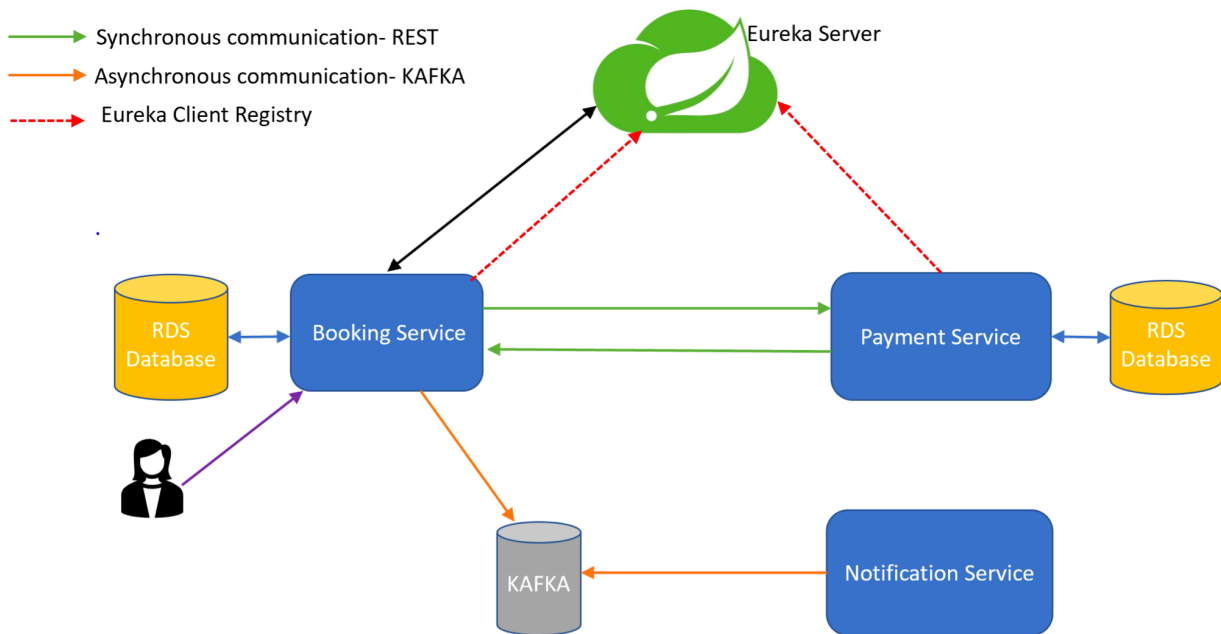 Synchronous communication- REST
Asynchronous communication- KAFKA
Eureka Client Registry
Eureka Server
RDS
Database
Booking Service
Payment Service
RDS
Database
KAFKA
Notification Service